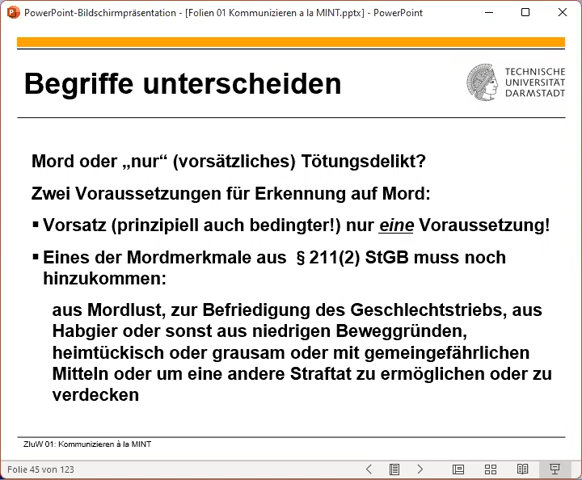 PowerPoint-Bildschirmpräsentation - [Folien 01 Kommunizieren a la MINT.pptx] - PowerPoint
Begriffe unterscheiden
TECHNISCHE
UNIVERSITÄT
DARMSTADT
Mord oder „nur“ (vorsätzliches) Tötungsdelikt?
Zwei Voraussetzungen für Erkennung auf Mord:
▪ Vorsatz (prinzipiell auch bedingter!) nur eine Voraussetzung!
▪ Eines der Mordmerkmale aus § 211(2) StGB muss noch
hinzukommen:
aus Mordlust, zur Befriedigung des Geschlechtstriebs, aus
Habgier oder sonst aus niedrigen Beweggründen,
heimtückisch oder grausam oder mit gemeingefährlichen
Mitteln oder um eine andere Straftat zu ermöglichen oder zu
verdecken
ZIuW 01: Kommunizieren à la MINT
Folie 45 von 123